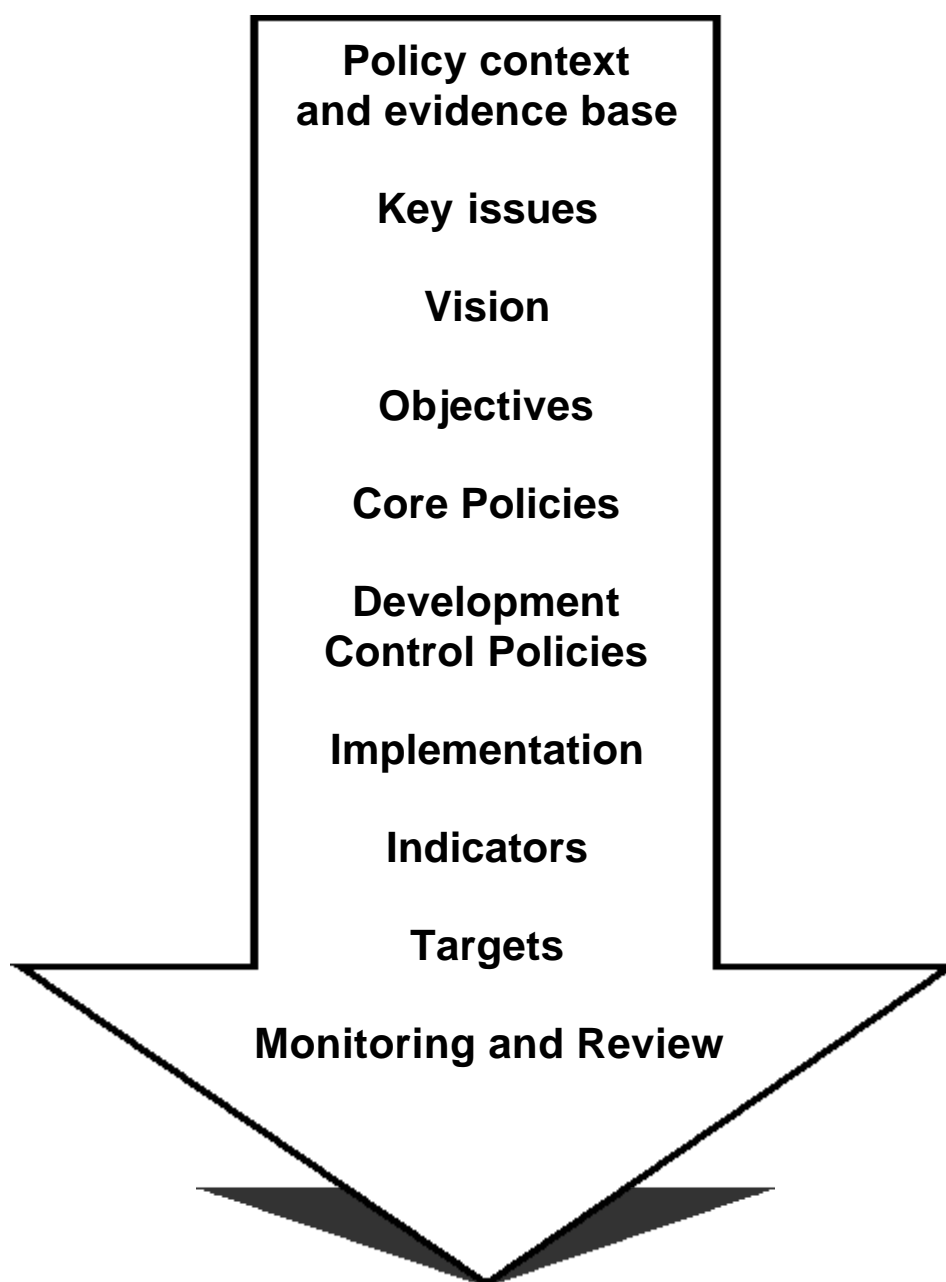 Policy context
and evidence base
Key issues
Vision
Objectives
Core Policies
Development
Control Policies
Implementation
Indicators
Targets
Monitoring and Review